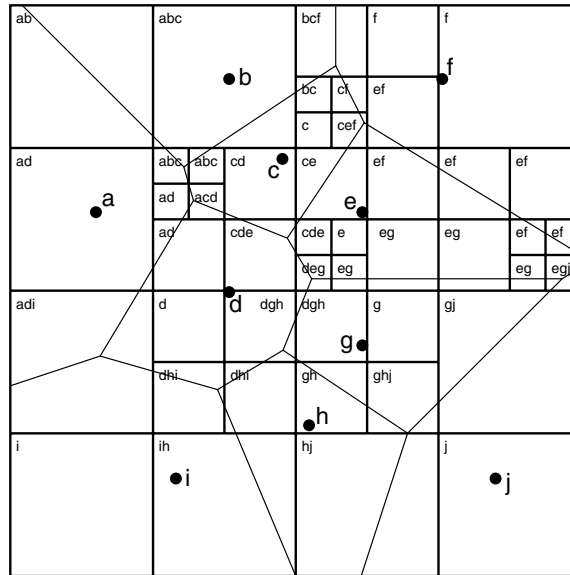 ab abc bcf f f
b f
bc cf ef
c cef
ad abc abc cd ce ef ef ef
c
ad acd
a e
ad cde cde e eg eg ef ef
deg eg eg egj
adi d dgh dgh g gj
d
g
dhi dhi gh ghj
h
i ih hj j
i j